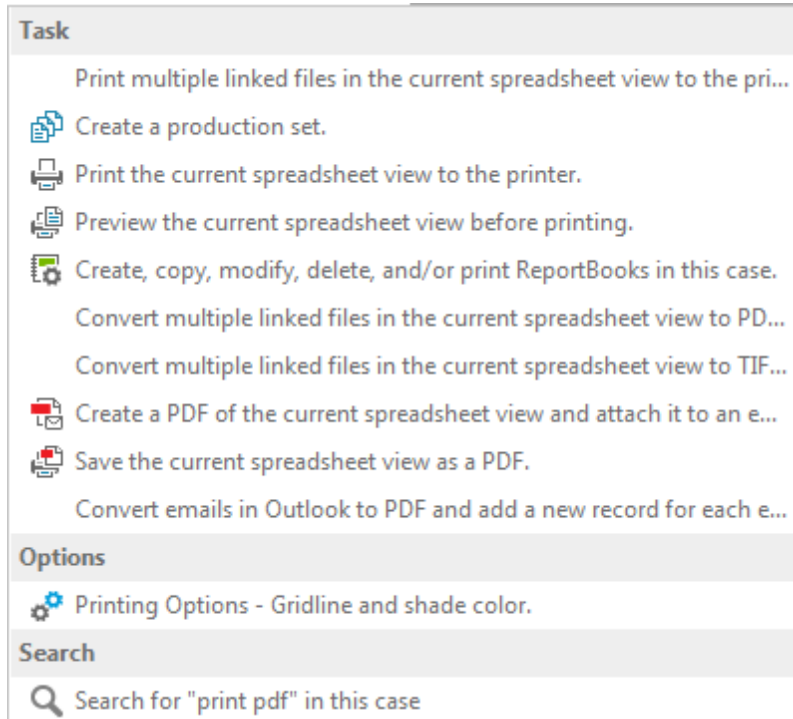 Task
Print multiple linked files in the current spreadsheet view to the pri...
Create a production set.
Print the current spreadsheet view to the printer.
Preview the current spreadsheet view before printing.
Create, copy, modify, delete, and/or print ReportBooks in this case.
Convert multiple linked files in the current spreadsheet view to PD...
Convert multiple linked files in the current spreadsheet view to TIF...
Create a PDF of the current spreadsheet view and attach it to an e...
Save the current spreadsheet view as a PDF.
Convert emails in Outlook to PDF and add a new record for each e...
Options
Printing Options - Gridline and shade color.
Search
Search for "print pdf" in this case